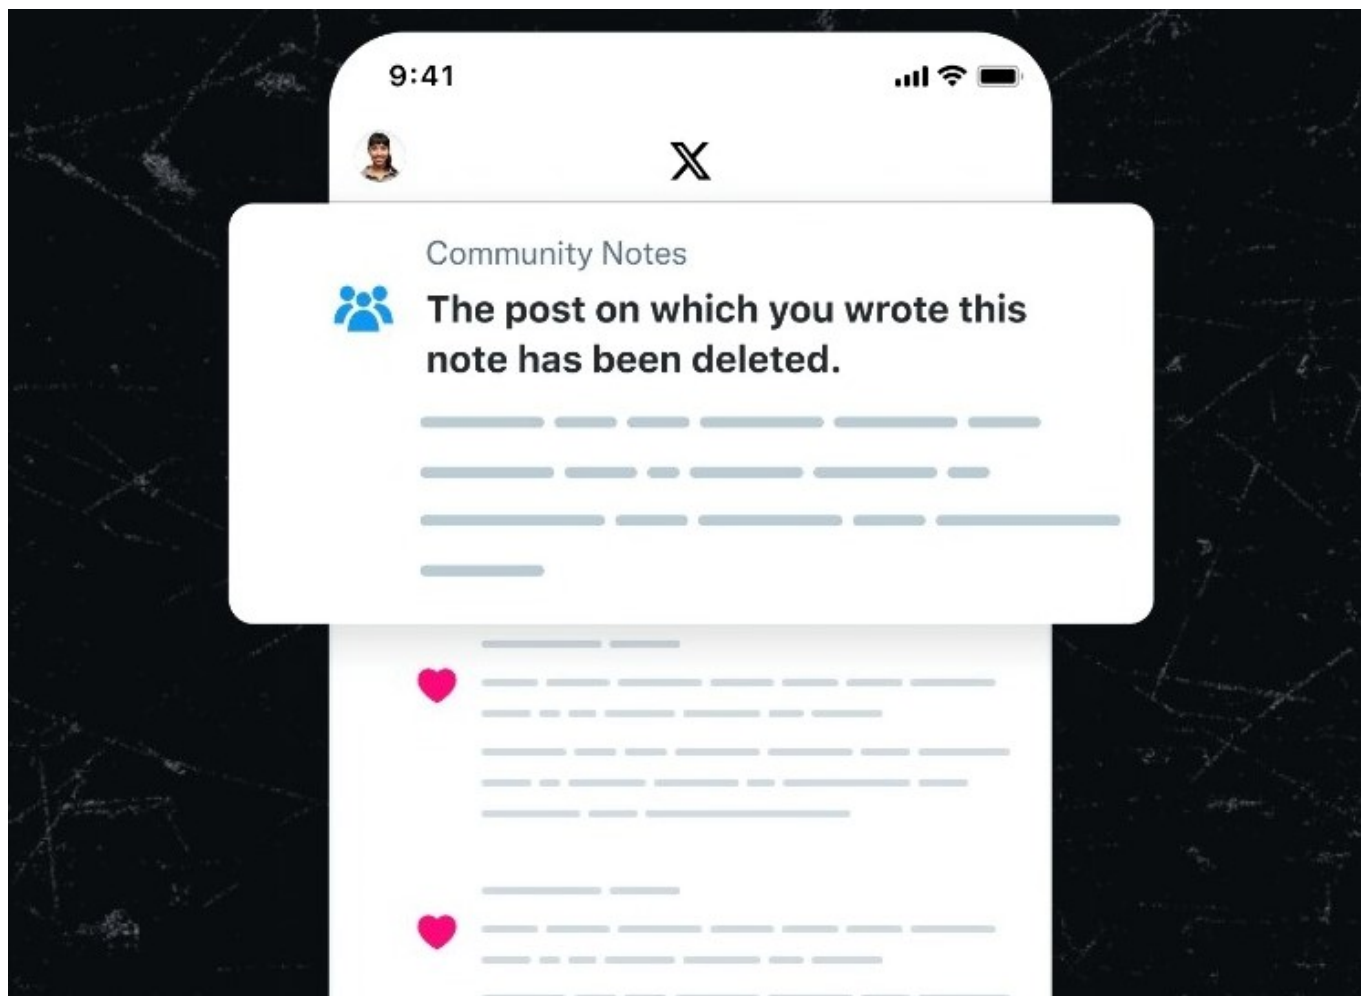 9:41
X
Community Notes
The post on which you wrote this
note has been deleted.